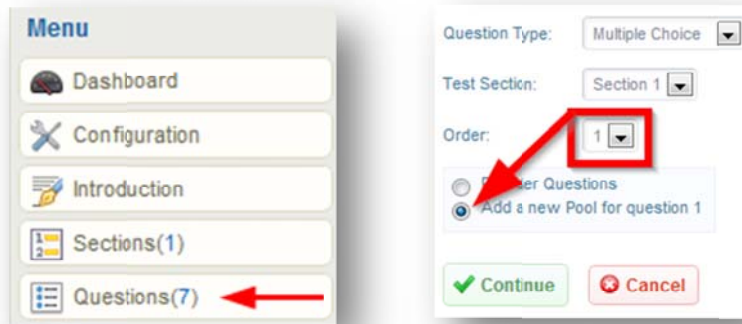 Menu
Dashboard
Configuration
Introduction
Sections(1)
Questions(7)
Question Type: Multiple Choice
Test Section: Section 1
Order: 1
Questions
Add a new Pool for question 1
Continue Cancel